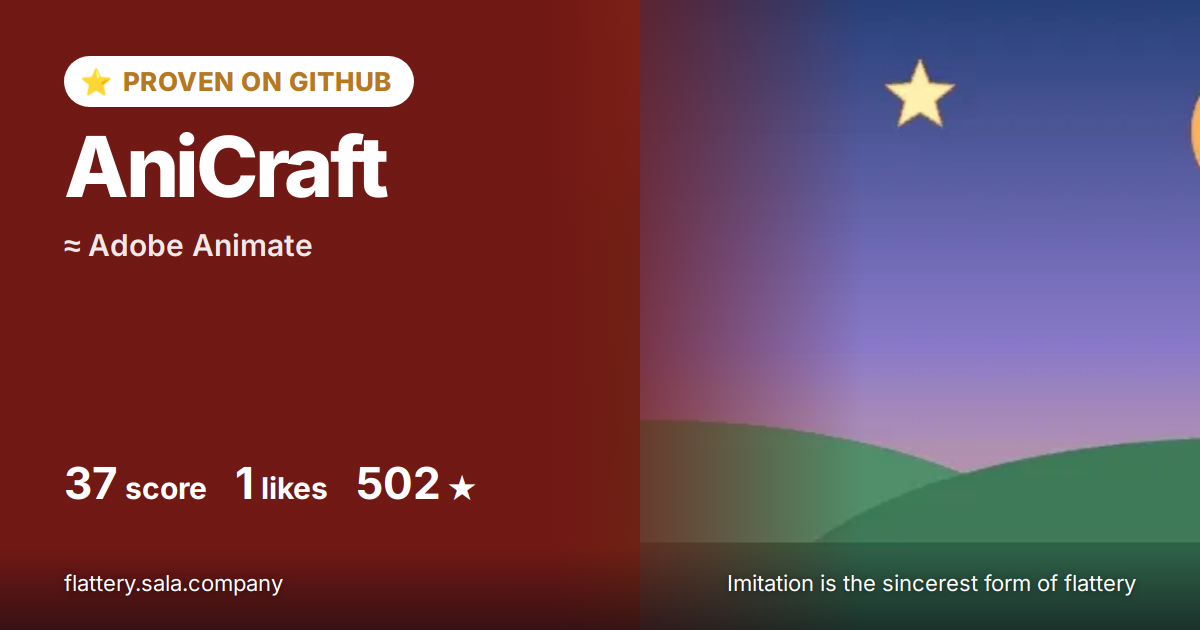 ⭐ PROVEN ON GITHUB
AniCraft
≈ Adobe Animate
37 score 1 likes 502 ★
flattery.sala.company
Imitation is the sincerest form of flattery